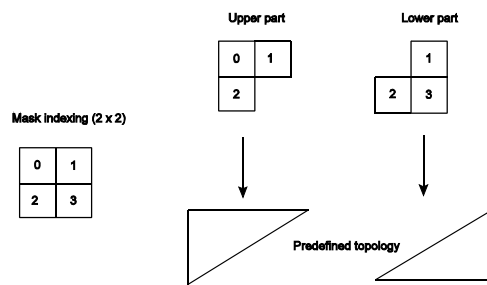 Upper part
Lower part
0 1
2
1
2 3
Mask indexing (2 x 2)
0 1
2 3
Predefined topology